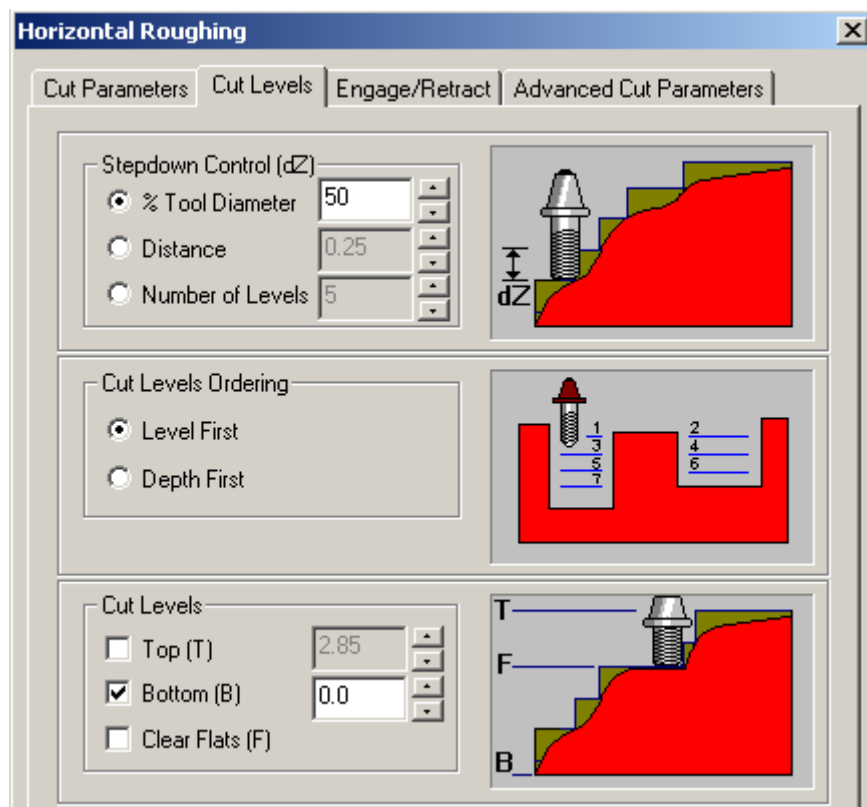 Horizontal Roughing
Cut Parameters Cut Levels Engage/Retract Advanced Cut Parameters
Stepdown Control (dZ)
% Tool Diameter 50
Distance 0.25
Number of Levels 5
dZ
Cut Levels Ordering
Level First
Depth First
1 2
3 4
5 6
7
Cut Levels
Top (T) 2.85
Bottom (B) 0.0
Clear Flats (F)
T
F
B